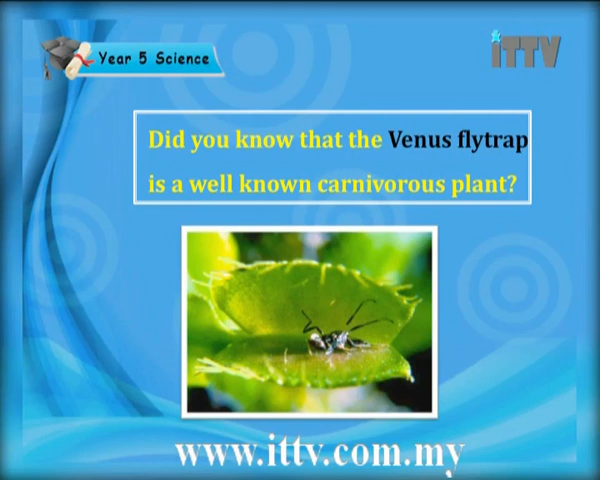 Year 5 Science
iTTV
Did you know that the Venus flytrap
is a well known carnivorous plant?
www.ittv.com.my